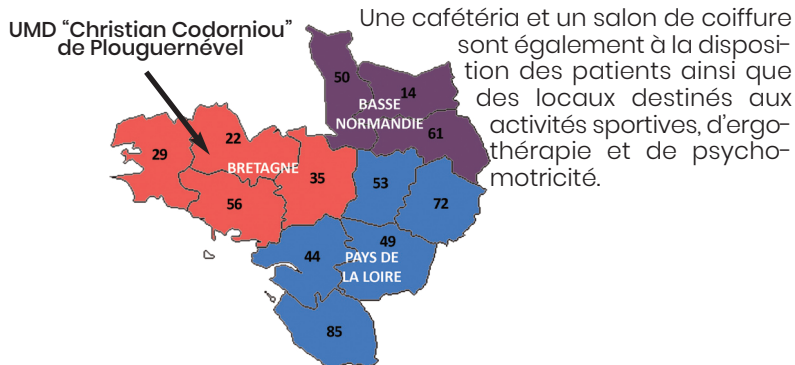 UMD “Christian Codorniou”
de Plouguernével
Une cafétéria et un salon de coiffure
sont également à la disposi-
tion des patients ainsi que
des locaux destinés aux
activités sportives, d’ergo-
thérapie et de psycho-
motricité.
50
14
BASSE
NORMANDIE
61
29
22
BRETAGNE
35
56
53
72
44
49
PAYS DE
LA LOIRE
85